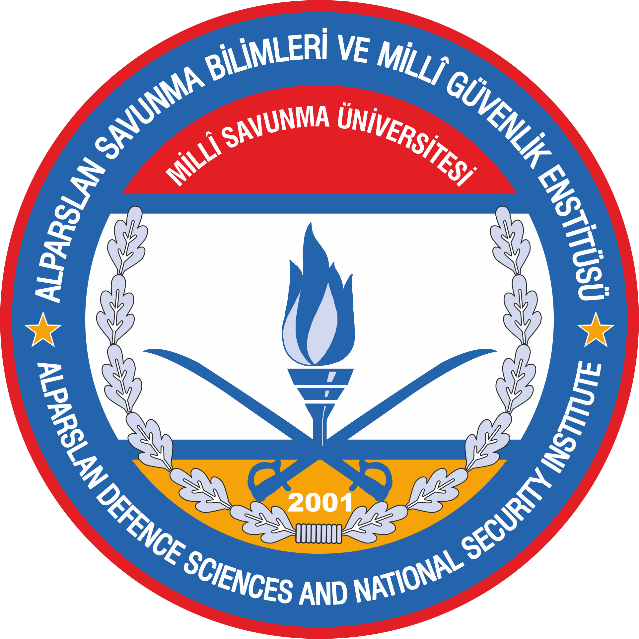 ALPARSLAN SAVUNMA BİLİMLERİ VE MİLLÎ GÜVENLİK ENSTİTÜSÜ
MİLLÎ SAVUNMA ÜNİVERSİTESİ
2001
ALPARSLAN DEFENCE SCIENCES AND NATIONAL SECURITY INSTITUTE